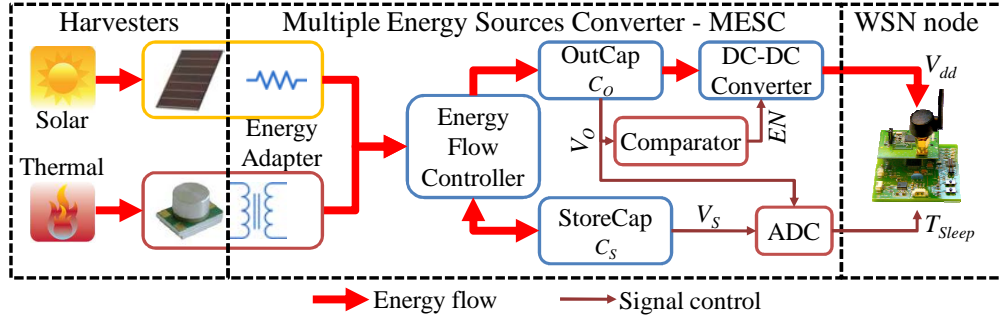 Harvesters
Multiple Energy Sources Converter - MESC
WSN node
Solar
Thermal
Energy
Adapter
Energy
Flow
Controller
OutCap
C_O
DC-DC
Converter
V_O
Comparator
EN
StoreCap
C_S
V_S
ADC
V_dd
T_Sleep
Energy flow
Signal control